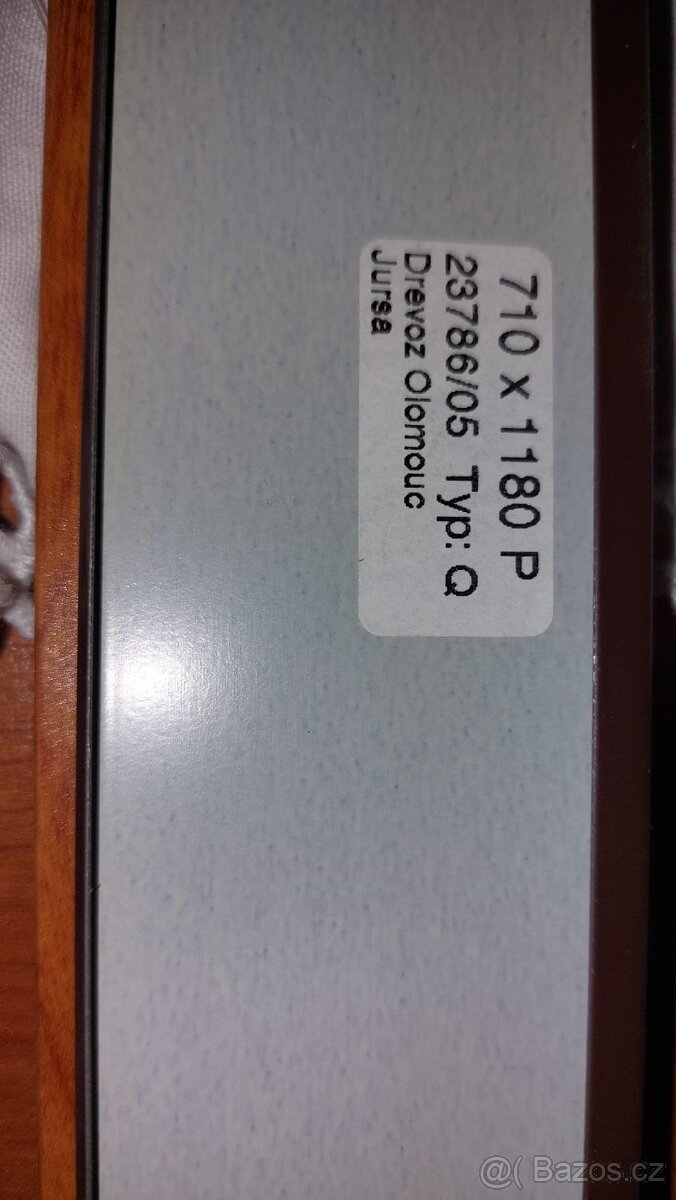 710 x 1180 P
23786/05 Typ: Q
Drevoz Olomouc
Jursa
@( Bazos.cz